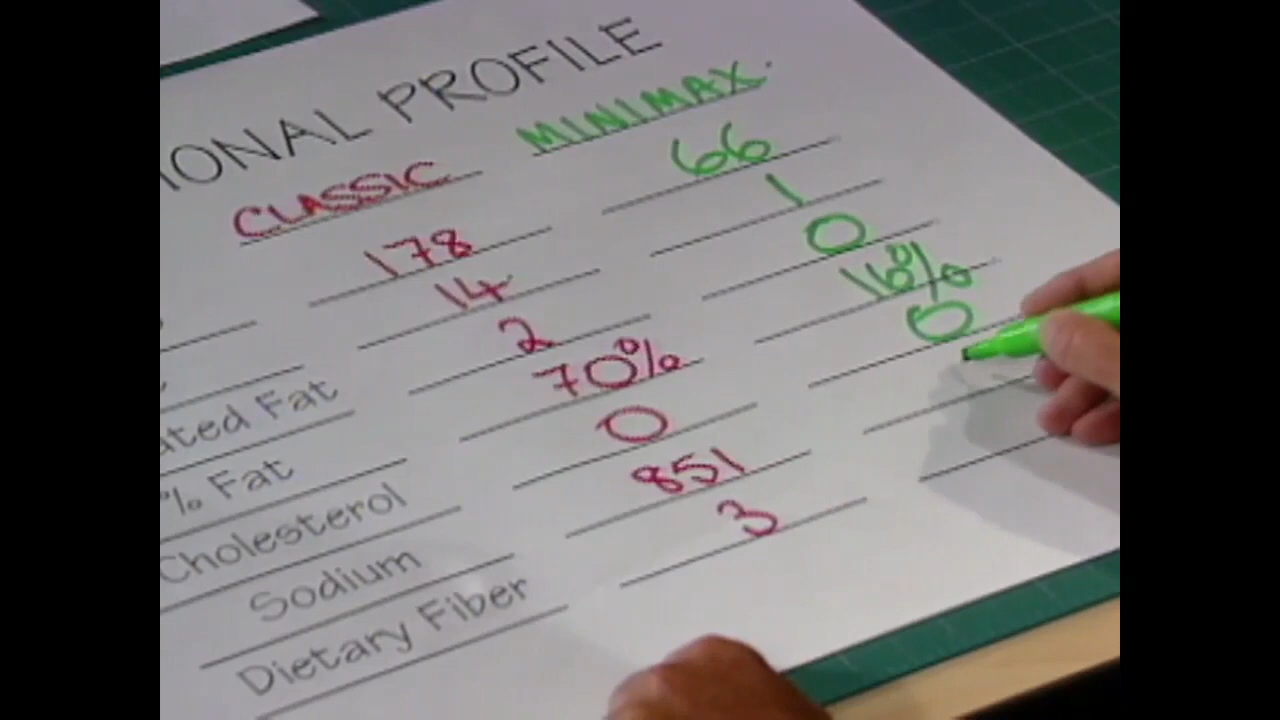 IONAL PROFILE
CLASSIC MINIMAX
178 66
14 1
ated Fat 2 0
% Fat 70% 16%
Cholesterol 0 0
Sodium 851
Dietary Fiber 3